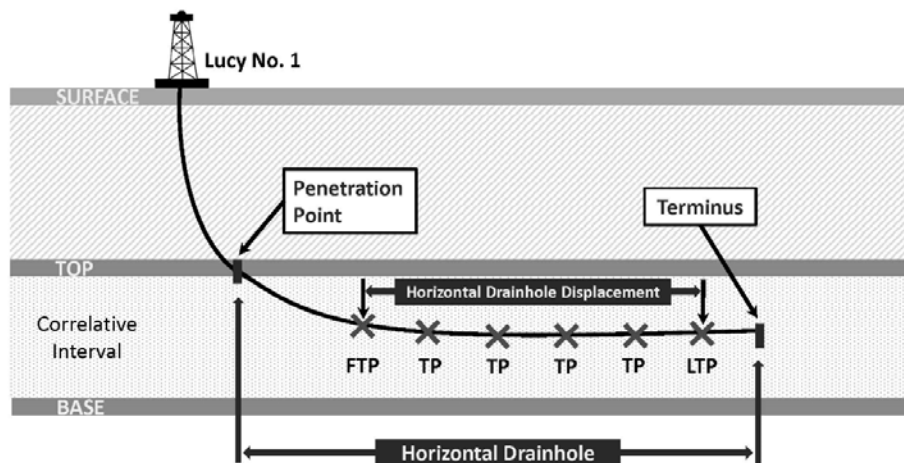 Lucy No. 1
SURFACE
Penetration
Point
Terminus
TOP
Horizontal Drainhole Displacement
Correlative
Interval
FTP TP TP TP TP LTP
BASE
Horizontal Drainhole